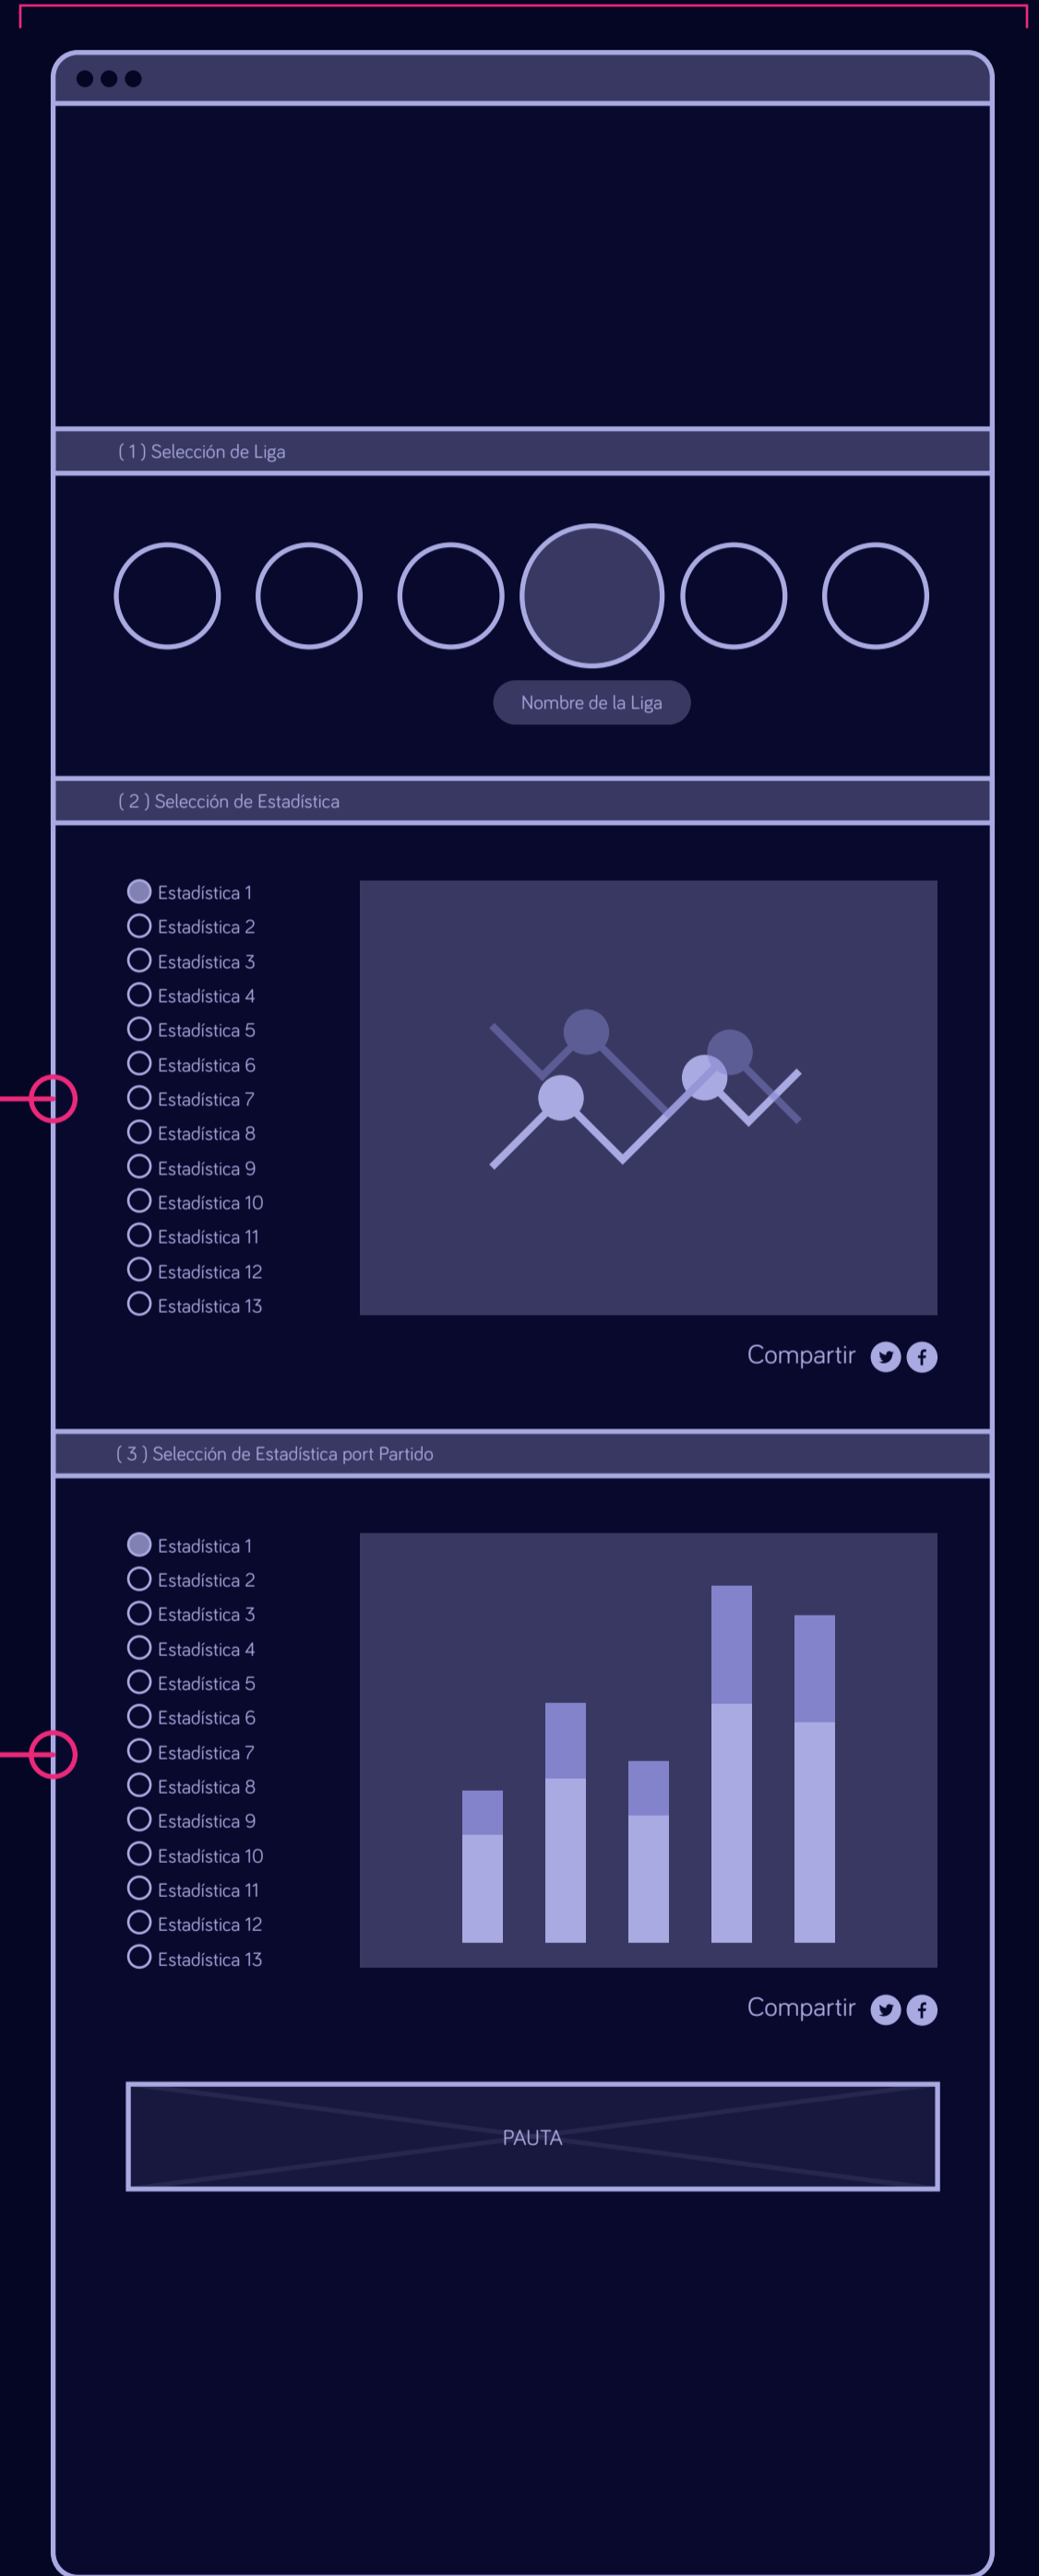 ( 1 ) Selección de Liga
Nombre de la Liga
( 2 ) Selección de Estadística
Estadística 1
Estadística 2
Estadística 3
Estadística 4
Estadística 5
Estadística 6
Estadística 7
Estadística 8
Estadística 9
Estadística 10
Estadística 11
Estadística 12
Estadística 13
Compartir
( 3 ) Selección de Estadística port Partido
Estadística 1
Estadística 2
Estadística 3
Estadística 4
Estadística 5
Estadística 6
Estadística 7
Estadística 8
Estadística 9
Estadística 10
Estadística 11
Estadística 12
Estadística 13
Compartir
PAUTA